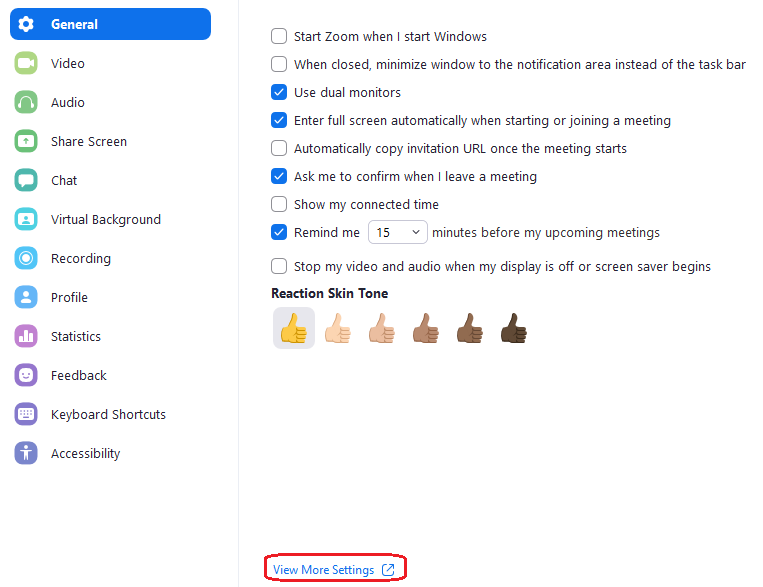 General
Video
Audio
Share Screen
Chat
Virtual Background
Recording
Profile
Statistics
Feedback
Keyboard Shortcuts
Accessibility
Start Zoom when I start Windows
When closed, minimize window to the notification area instead of the task bar
Use dual monitors
Enter full screen automatically when starting or joining a meeting
Automatically copy invitation URL once the meeting starts
Ask me to confirm when I leave a meeting
Show my connected time
Remind me 15 minutes before my upcoming meetings
Stop my video and audio when my display is off or screen saver begins
Reaction Skin Tone
View More Settings